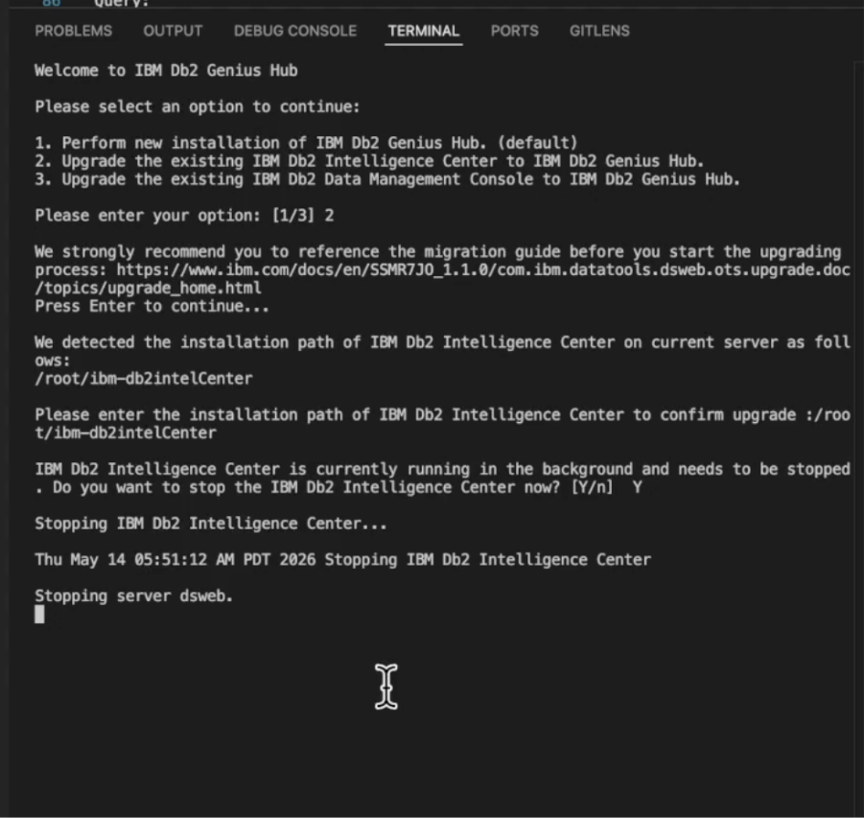 86 Query:
PROBLEMS OUTPUT DEBUG CONSOLE TERMINAL PORTS GITLENS
Welcome to IBM Db2 Genius Hub
Please select an option to continue:
1. Perform new installation of IBM Db2 Genius Hub. (default)
2. Upgrade the existing IBM Db2 Intelligence Center to IBM Db2 Genius Hub.
3. Upgrade the existing IBM Db2 Data Management Console to IBM Db2 Genius Hub.
Please enter your option: [1/3] 2
We strongly recommend you to reference the migration guide before you start the upgrading
process: https://www.ibm.com/docs/en/SSMR7JO_1.1.0/com.ibm.datatools.dsweb.ots.upgrade.doc
/topics/upgrade_home.html
Press Enter to continue...
We detected the installation path of IBM Db2 Intelligence Center on current server as foll
ows:
/root/ibm-db2intelCenter
Please enter the installation path of IBM Db2 Intelligence Center to confirm upgrade :/roo
t/ibm-db2intelCenter
IBM Db2 Intelligence Center is currently running in the background and needs to be stopped
. Do you want to stop the IBM Db2 Intelligence Center now? [Y/n]  Y
Stopping IBM Db2 Intelligence Center...
Thu May 14 05:51:12 AM PDT 2026 Stopping IBM Db2 Intelligence Center
Stopping server dsweb.